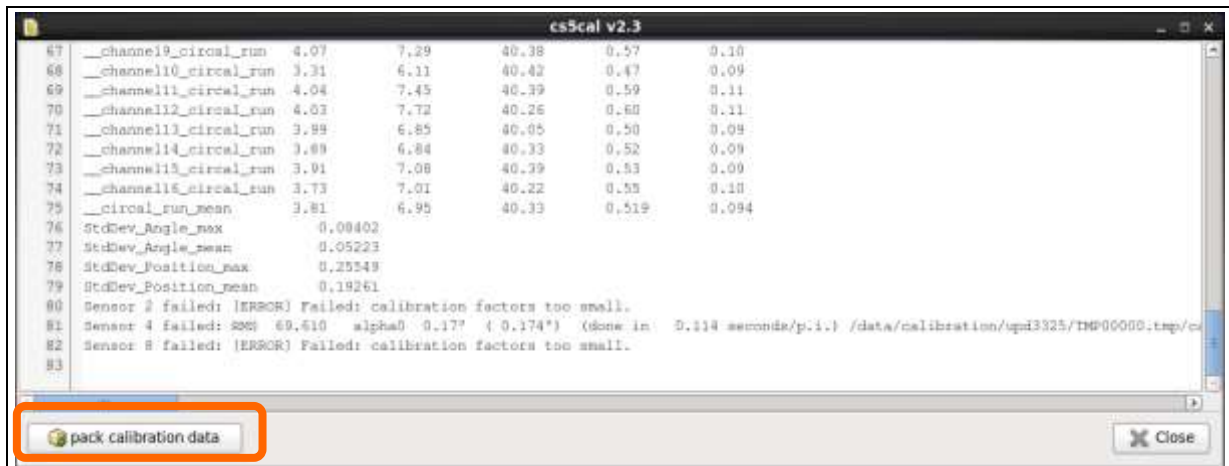 cs5cal v2.3
67 __channel9_circal_run 4.07 7.29 40.38 0.57 0.10
68 __channel10_circal_run 3.31 6.11 40.42 0.47 0.09
69 __channel11_circal_run 4.04 7.45 40.39 0.59 0.11
70 __channel12_circal_run 4.03 7.72 40.26 0.60 0.11
71 __channel13_circal_run 3.99 6.85 40.05 0.50 0.09
72 __channel14_circal_run 3.89 6.84 40.33 0.52 0.09
73 __channel15_circal_run 3.91 7.08 40.39 0.53 0.09
74 __channel16_circal_run 3.73 7.01 40.22 0.55 0.10
75 __circal_run_mean 3.81 6.95 40.33 0.519 0.094
76 StdDev_Angle_max 0.08402
77 StdDev_Angle_mean 0.05223
78 StdDev_Position_max 0.25549
79 StdDev_Position_mean 0.19261
80 Sensor 2 failed: [ERROR] Failed: calibration factors too small.
81 Sensor 4 failed: RMS) 69.610 alpha0 0.17? ( 0.174°) (done in 0.114 seconds/p.i.) /data/calibration/upd3325/TMP00000.tmp/ca
82 Sensor 8 failed: [ERROR] Failed: calibration factors too small.
83
pack calibration data
Close